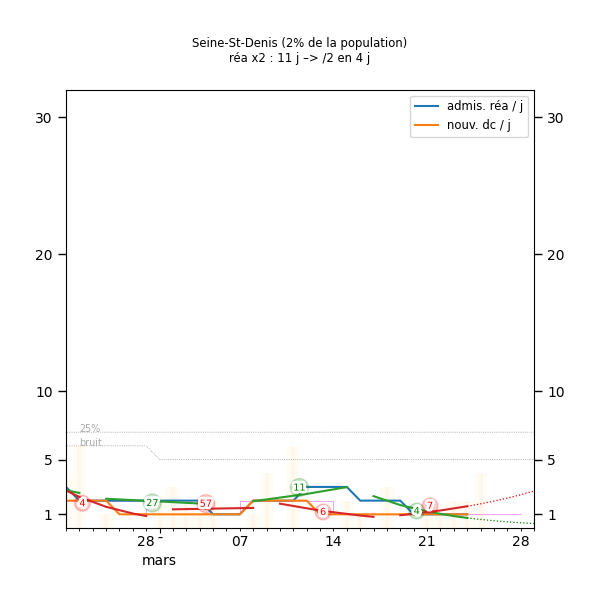 Seine-St-Denis (2% de la population)
réa x2 : 11 j –> /2 en 4 j
admis. réa / j
nouv. dc / j
30 30
20 20
10 10
25%
bruit
5 5
4 27 57 11 6 4 7
1 1
28 07 14 21 28
mars